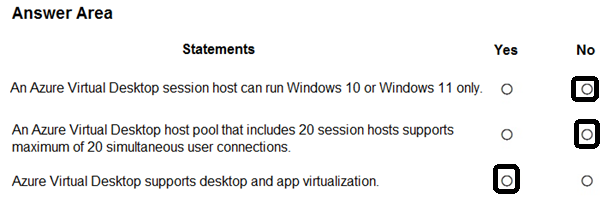 Answer Area
Statements Yes No
An Azure Virtual Desktop session host can run Windows 10 or Windows 11 only.
An Azure Virtual Desktop host pool that includes 20 session hosts supports
maximum of 20 simultaneous user connections.
Azure Virtual Desktop supports desktop and app virtualization.